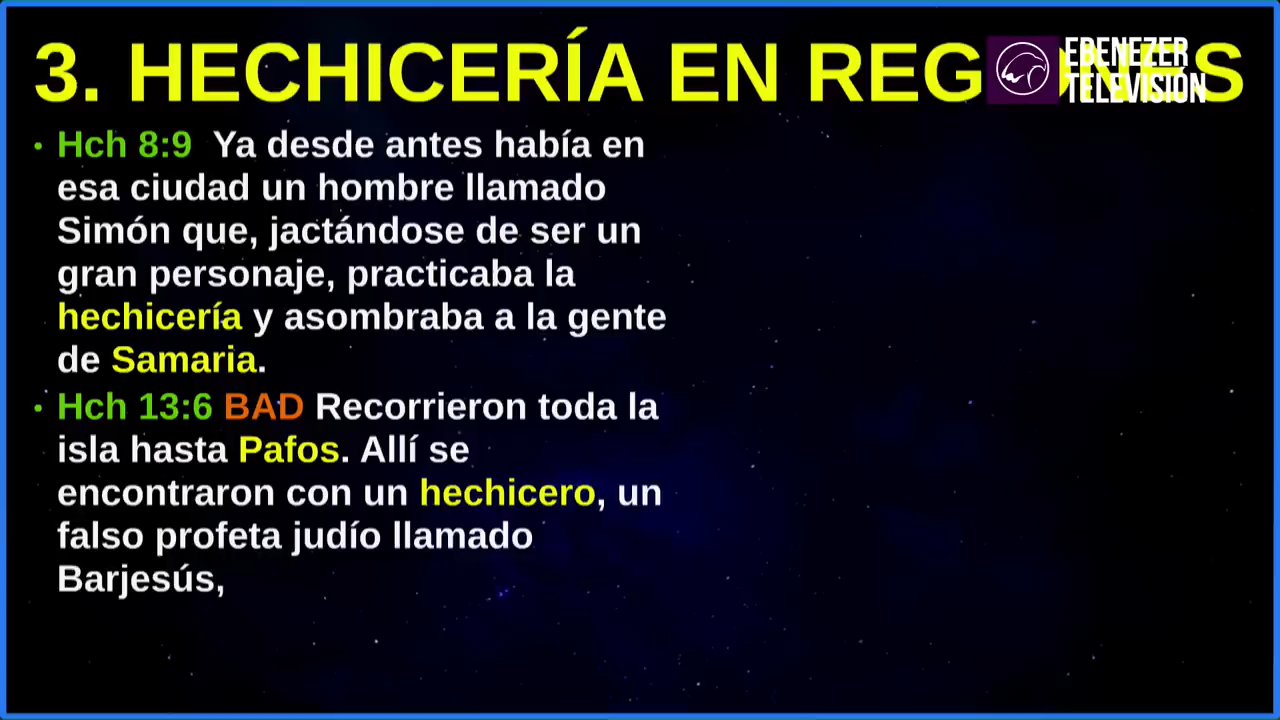 3. HECHICERÍA EN
EBENEZER
TELEVISIÓN
• Hch 8:9 Ya desde antes había en
esa ciudad un hombre llamado
Simón que, jactándose de ser un
gran personaje, practicaba la
hechicería y asombraba a la gente
de Samaria.
• Hch 13:6 BAD Recorrieron toda la
isla hasta Pafos. Allí se
encontraron con un hechicero, un
falso profeta judío llamado
Barjesús,